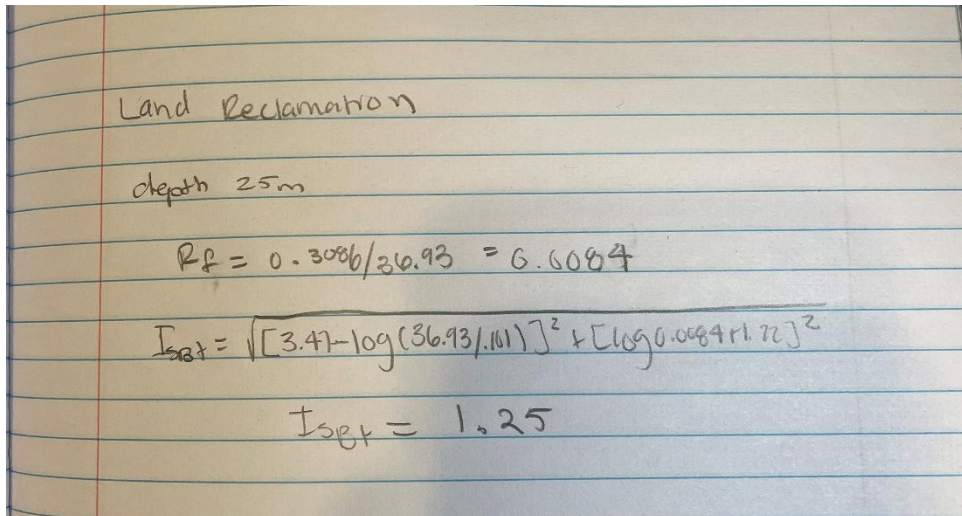 Land Reclamation
depth 25m
Rf = 0.3086/36.93 = 0.0084
ISBt = √[3.47-log(36.93/.101)]² + [log0.0084+1.22]²
ISBt = 1.25